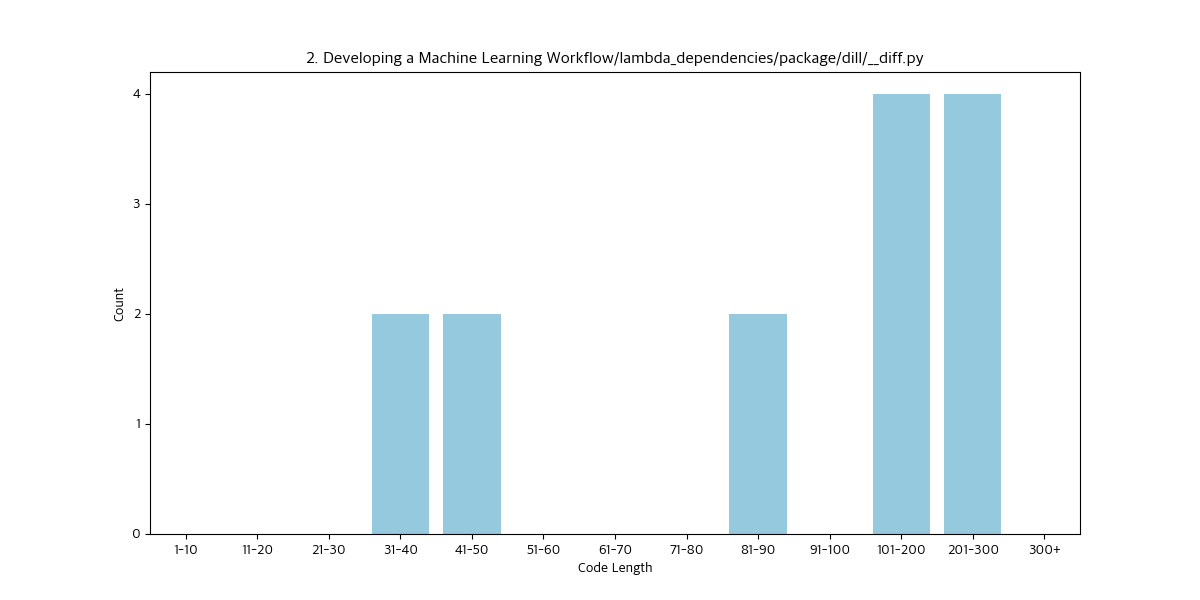 2. Developing a Machine Learning Workflow/lambda_dependencies/package/dill/__diff.py
Count
4
3
2
1
0
1-10 11-20 21-30 31-40 41-50 51-60 61-70 71-80 81-90 91-100 101-200 201-300 300+
Code Length